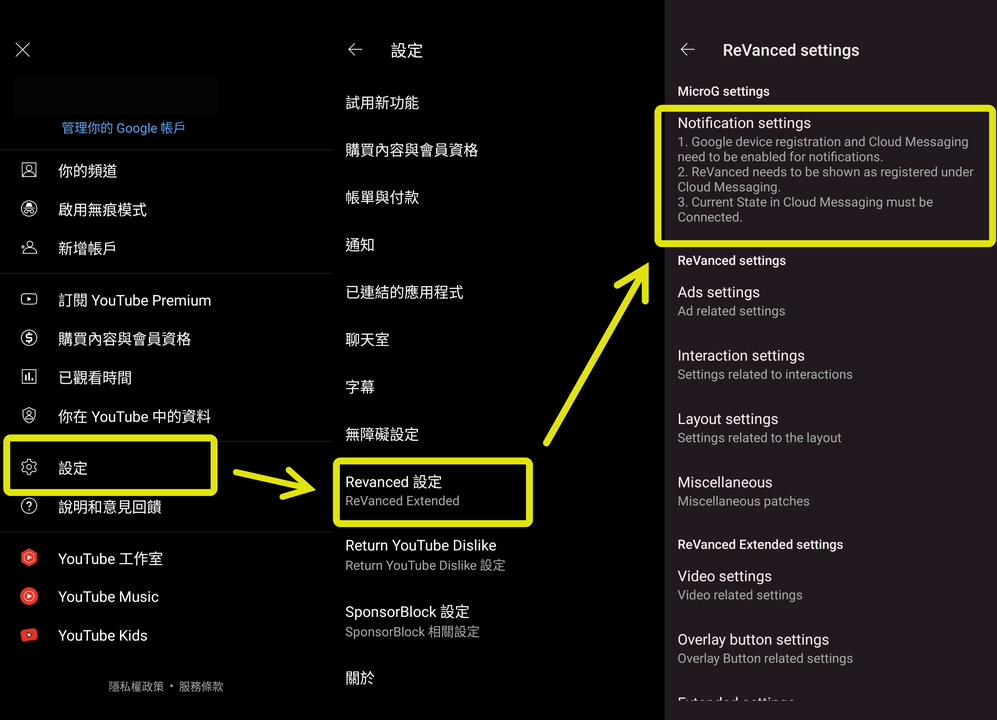 管理你的 Google 帳戶
你的頻道
啟用無痕模式
新增帳戶
訂閱 YouTube Premium
購買內容與會員資格
已觀看時間
你在 YouTube 中的資料
設定
說明和意見回饋
YouTube 工作室
YouTube Music
YouTube Kids
隱私權政策 • 服務條款
設定
試用新功能
購買內容與會員資格
帳單與付款
通知
已連結的應用程式
聊天室
字幕
無障礙設定
Revanced 設定
ReVanced Extended
Return YouTube Dislike
Return YouTube Dislike 設定
SponsorBlock 設定
SponsorBlock 相關設定
關於
ReVanced settings
MicroG settings
Notification settings
1. Google device registration and Cloud Messaging
need to be enabled for notifications.
2. ReVanced needs to be shown as registered under
Cloud Messaging.
3. Current State in Cloud Messaging must be
Connected.
ReVanced settings
Ads settings
Ad related settings
Interaction settings
Settings related to interactions
Layout settings
Settings related to the layout
Miscellaneous
Miscellaneous patches
ReVanced Extended settings
Video settings
Video related settings
Overlay button settings
Overlay Button related settings